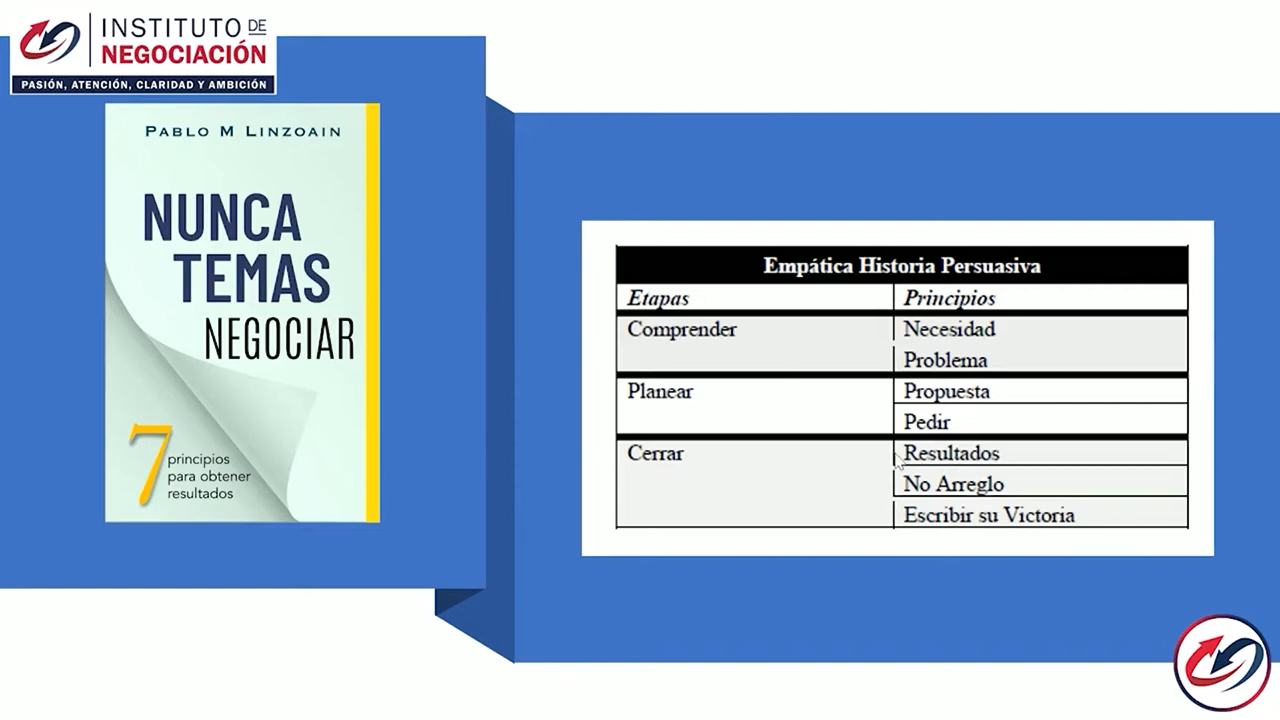 INSTITUTO DE
NEGOCIACIÓN
PASIÓN, ATENCIÓN, CLARIDAD Y AMBICIÓN
PABLO M LINZOAIN
NUNCA
TEMAS
NEGOCIAR
7
principios
para obtener
resultados
Empática Historia Persuasiva
Etapas Principios
Comprender Necesidad
Problema
Planear Propuesta
Pedir
Cerrar Resultados
No Arreglo
Escribir su Victoria